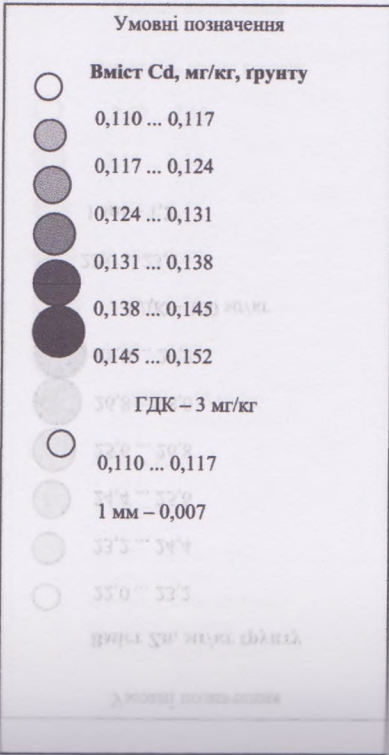 Умовні позначення
Вміст Cd, мг/кг, ґрунту
0,110 ... 0,117
0,117 ... 0,124
0,124 ... 0,131
0,131 ... 0,138
0,138 ... 0,145
0,145 ... 0,152
ГДК – 3 мг/кг
0,110 ... 0,117
1 мм – 0,007